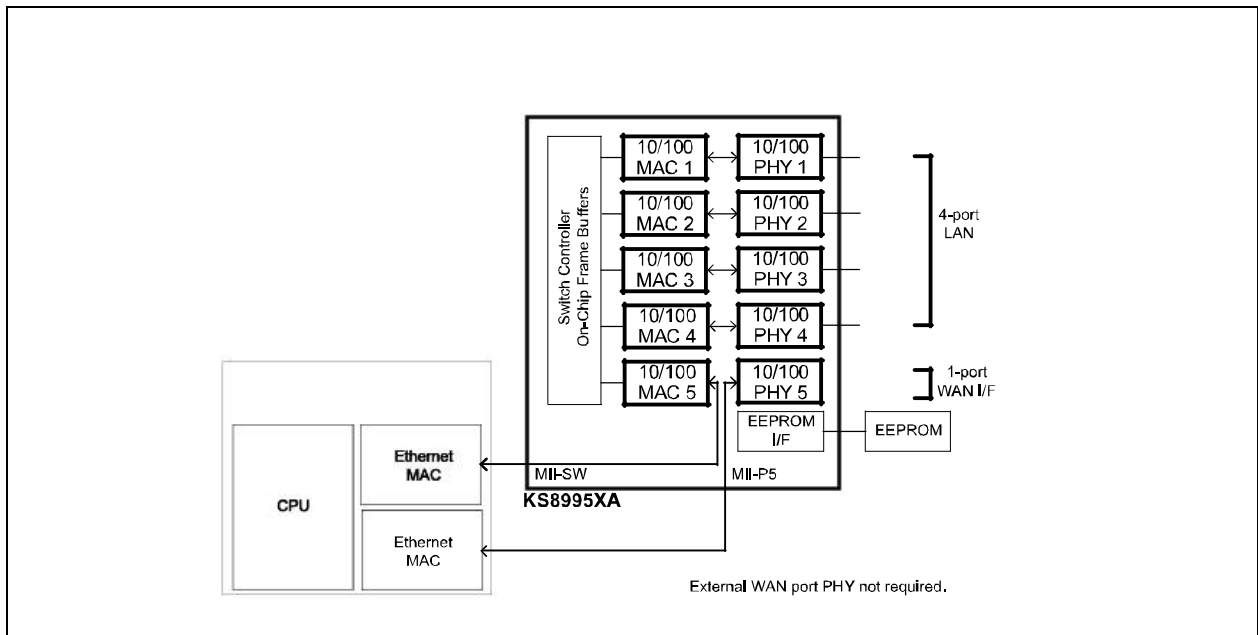 Switch Controller
On-Chip Frame Buffers
10/100
MAC 1
10/100
PHY 1
10/100
MAC 2
10/100
PHY 2
10/100
MAC 3
10/100
PHY 3
10/100
MAC 4
10/100
PHY 4
10/100
MAC 5
10/100
PHY 5
4-port
LAN
1-port
WAN I/F
EEPROM
I/F
EEPROM
MII-SW
MII-P5
KS8995XA
CPU
Ethernet
MAC
Ethernet
MAC
External WAN port PHY not required.